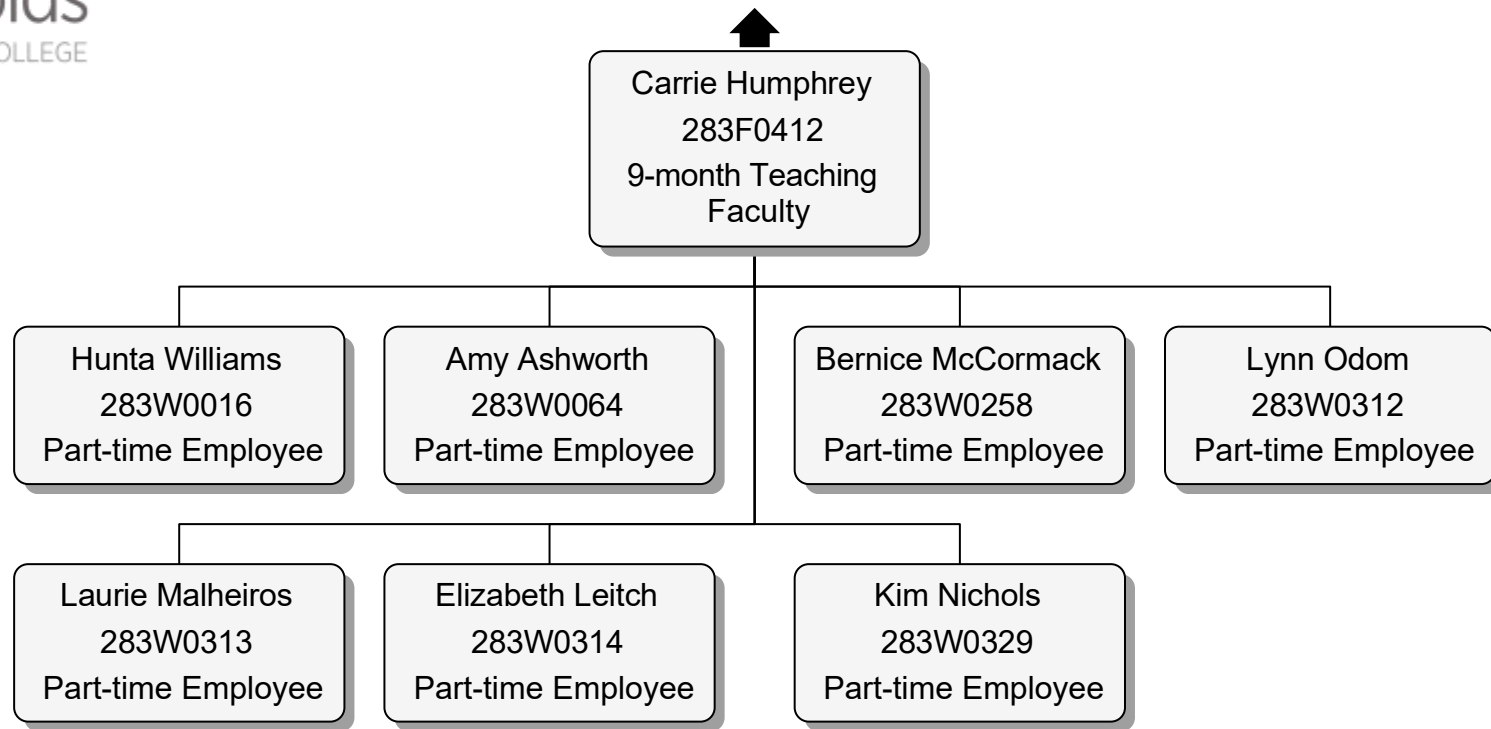 OLLEGE
Carrie Humphrey
283F0412
9-month Teaching
Faculty
Hunta Williams
283W0016
Part-time Employee
Amy Ashworth
283W0064
Part-time Employee
Bernice McCormack
283W0258
Part-time Employee
Lynn Odom
283W0312
Part-time Employee
Laurie Malheiros
283W0313
Part-time Employee
Elizabeth Leitch
283W0314
Part-time Employee
Kim Nichols
283W0329
Part-time Employee